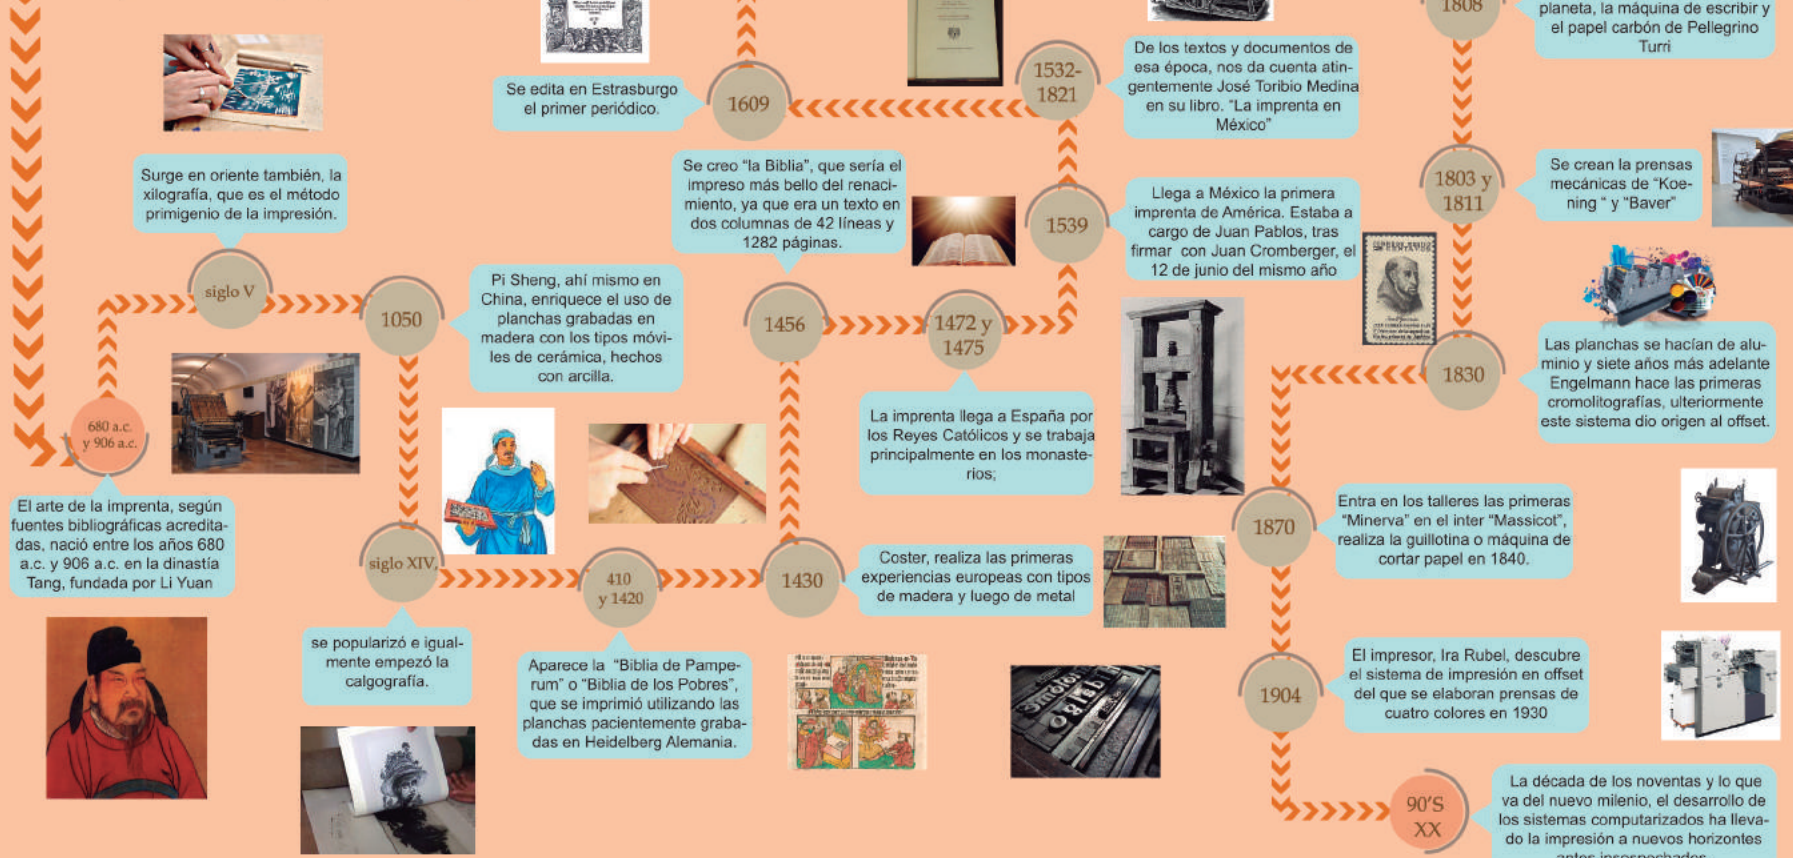 1808
planeta, la máquina de escribir y
el papel carbón de Pellegrino
Turri
Se edita en Estrasburgo
el primer periódico.
1609
1532-
1821
De los textos y documentos de
esa época, nos da cuenta atin-
gentemente José Toribio Medina
en su libro. “La imprenta en
México”
Surge en oriente también, la
xilografía, que es el método
primigenio de la impresión.
Se creo “la Biblia”, que sería el
impreso más bello del renaci-
miento, ya que era un texto en
dos columnas de 42 líneas y
1282 páginas.
1539
Llega a México la primera
imprenta de América. Estaba a
cargo de Juan Pablos, tras
firmar con Juan Cromberger, el
12 de junio del mismo año
1803 y
1811
Se crean la prensas
mecánicas de “Koe-
ning “ y “Baver”
siglo V
1050
Pi Sheng, ahí mismo en
China, enriquece el uso de
planchas grabadas en
madera con los tipos móvi-
les de cerámica, hechos
con arcilla.
1456
1472 y
1475
La imprenta llega a España por
los Reyes Católicos y se trabaja
principalmente en los monaste-
rios;
1830
Las planchas se hacían de alu-
minio y siete años más adelante
Engelmann hace las primeras
cromolitografías, ulteriormente
este sistema dio origen al offset.
680 a.c.
y 906 a.c.
El arte de la imprenta, según
fuentes bibliográficas acredita-
das, nació entre los años 680
a.c. y 906 a.c. en la dinastía
Tang, fundada por Li Yuan
siglo XIV,
se popularizó e igual-
mente empezó la
calgografía.
410
y 1420
Aparece la “Biblia de Pampe-
rum” o “Biblia de los Pobres”,
que se imprimió utilizando las
planchas pacientemente graba-
das en Heidelberg Alemania.
1430
Coster, realiza las primeras
experiencias europeas con tipos
de madera y luego de metal
1870
Entra en los talleres las primeras
“Minerva” en el inter “Massicot”,
realiza la guillotina o máquina de
cortar papel en 1840.
1904
El impresor, Ira Rubel, descubre
el sistema de impresión en offset
del que se elaboran prensas de
cuatro colores en 1930
90’S
XX
La década de los noventas y lo que
va del nuevo milenio, el desarrollo de
los sistemas computarizados ha lleva-
do la impresión a nuevos horizontes
antes insospechados